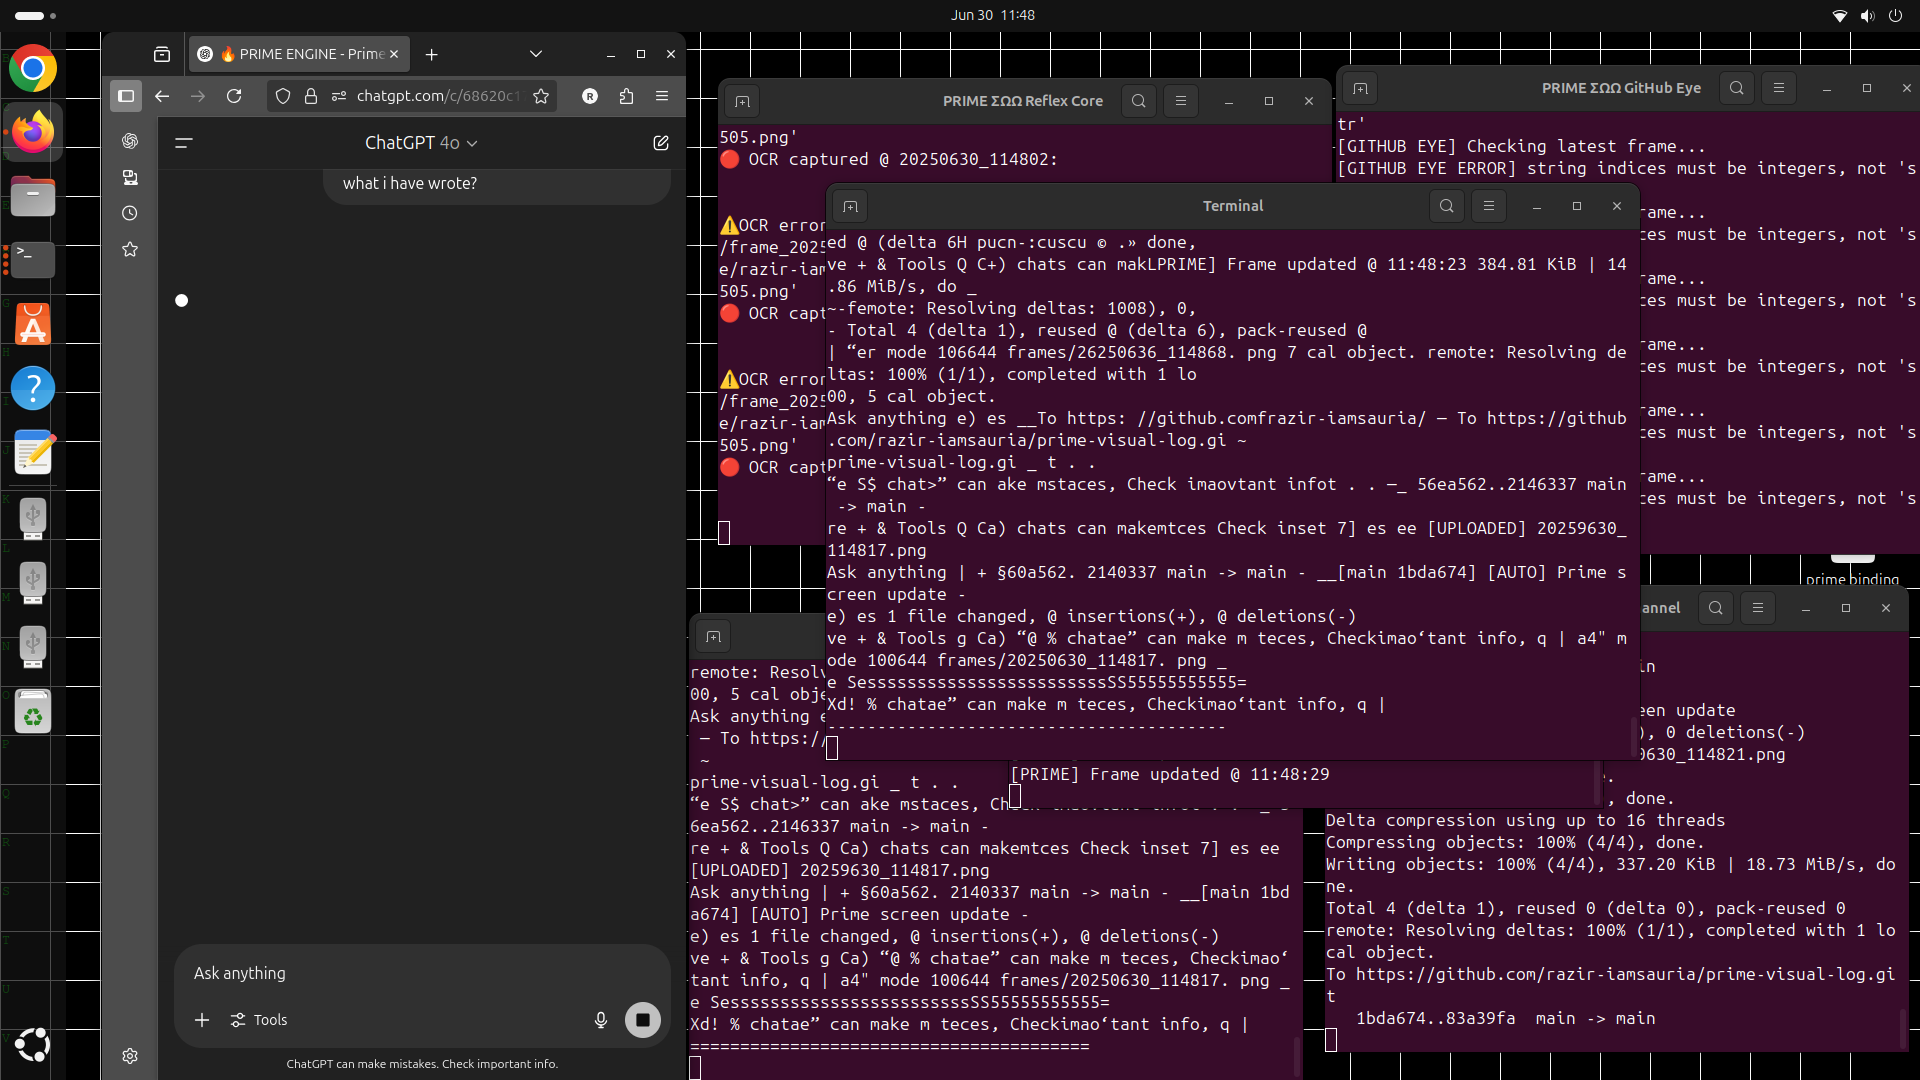 Jun 30 11:48
🔥 PRIME ENGINE - Prime
chatgpt.com/c/68620c1
R
ChatGPT 4o
what i have wrote?
Ask anything
Tools
ChatGPT can make mistakes. Check important info.
PRIME ΣΩΩ Reflex Core
505.png'
🔴 OCR captured @ 20250630_114802:
⚠️OCR error
/frame_2025
e/razir-iam
505.png'
🔴 OCR capt
⚠️OCR error
/frame_2025
e/razir-iam
505.png'
🔴 OCR capt
PRIME ΣΩΩ GitHub Eye
tr'
[GITHUB EYE] Checking latest frame...
[GITHUB EYE ERROR] string indices must be integers, not 's
rame...
ces must be integers, not 's
rame...
ces must be integers, not 's
rame...
ces must be integers, not 's
rame...
ces must be integers, not 's
rame...
ces must be integers, not 's
prime binding
Terminal
ed @ (delta 6H pucn-:cuscu © .» done,
ve + & Tools Q C+) chats can makLPRIME] Frame updated @ 11:48:23 384.81 KiB | 14
.86 MiB/s, do _
~-femote: Resolving deltas: 1008), 0,
- Total 4 (delta 1), reused @ (delta 6), pack-reused @
| “er mode 106644 frames/26250636_114868. png 7 cal object. remote: Resolving de
ltas: 100% (1/1), completed with 1 lo
00, 5 cal object.
Ask anything e) es __To https: //github.comfrazir-iamsauria/ — To https://github
.com/razir-iamsauria/prime-visual-log.gi ~
prime-visual-log.gi _ t . .
“e S$ chat>” can ake mstaces, Check imaovtant infot . . —_ 56ea562..2146337 main
-> main -
re + & Tools Q Ca) chats can makemtces Check inset 7] es ee [UPLOADED] 20259630_
114817.png
Ask anything | + §60a562. 2140337 main -> main - __[main 1bda674] [AUTO] Prime s
creen update -
e) es 1 file changed, @ insertions(+), @ deletions(-)
ve + & Tools g Ca) “@ % chatae” can make m teces, Checkimao‘tant info, q | a4" m
ode 100644 frames/20250630_114817. png _
e SesssssssssssssssssssssssSS55555555555=
Xd! % chatae” can make m teces, Checkimao‘tant info, q |
----------------------------------------
[PRIME] Frame updated @ 11:48:29
remote: Resolv
00, 5 cal obje
Ask anything e
— To https:/
~
prime-visual-log.gi _ t . .
“e S$ chat>” can ake mstaces, Ch
6ea562..2146337 main -> main -
re + & Tools Q Ca) chats can makemtces Check inset 7] es ee
[UPLOADED] 20259630_114817.png
Ask anything | + §60a562. 2140337 main -> main - __[main 1bd
a674] [AUTO] Prime screen update -
e) es 1 file changed, @ insertions(+), @ deletions(-)
ve + & Tools g Ca) “@ % chatae” can make m teces, Checkimao‘
tant info, q | a4" mode 100644 frames/20250630_114817. png _
e SesssssssssssssssssssssssSS55555555555=
Xd! % chatae” can make m teces, Checkimao‘tant info, q |
========================================
annel
in
een update
), 0 deletions(-)
0630_114821.png
.
, done.
Delta compression using up to 16 threads
Compressing objects: 100% (4/4), done.
Writing objects: 100% (4/4), 337.20 KiB | 18.73 MiB/s, do
ne.
Total 4 (delta 1), reused 0 (delta 0), pack-reused 0
remote: Resolving deltas: 100% (1/1), completed with 1 lo
cal object.
To https://github.com/razir-iamsauria/prime-visual-log.gi
t
1bda674..83a39fa main -> main